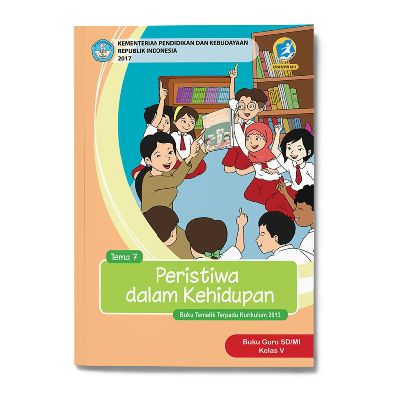 KEMENTERIAN PENDIDIKAN DAN KEBUDAYAAN
REPUBLIK INDONESIA
2017
Tema 7
Peristiwa
dalam Kehidupan
Buku Tematik Terpadu Kurikulum 2013
Buku Guru SD/MI
Kelas V